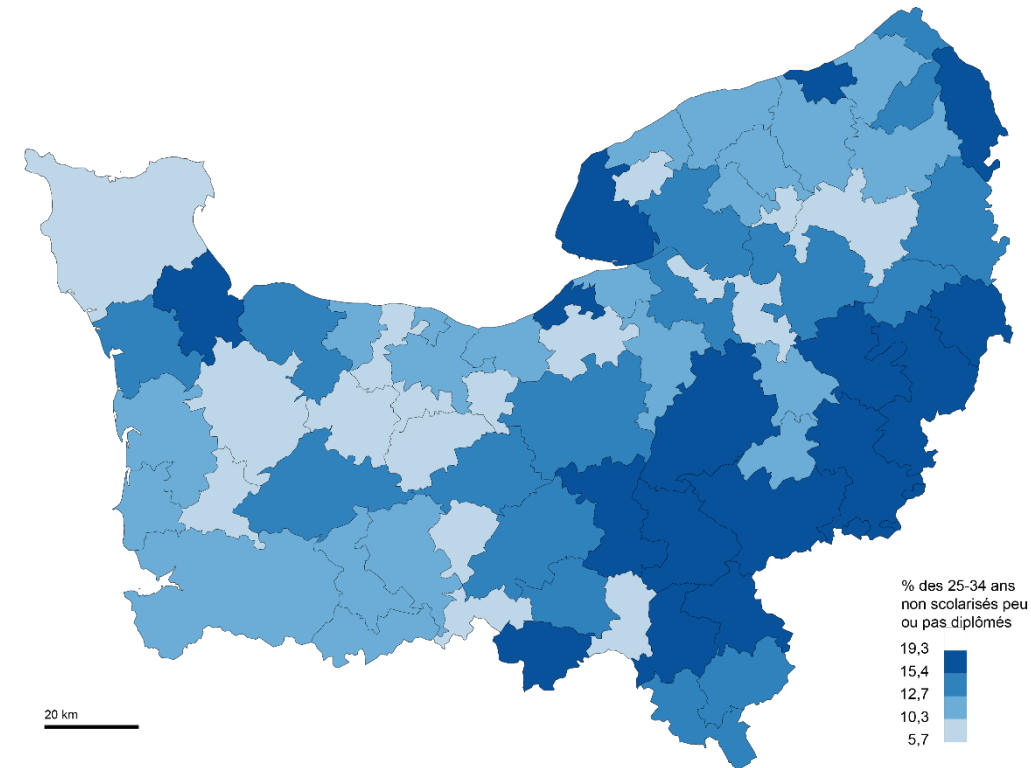 % des 25-34 ans
non scolarisés peu
ou pas diplômés
19,3
15,4
12,7
10,3
5,7
20 km